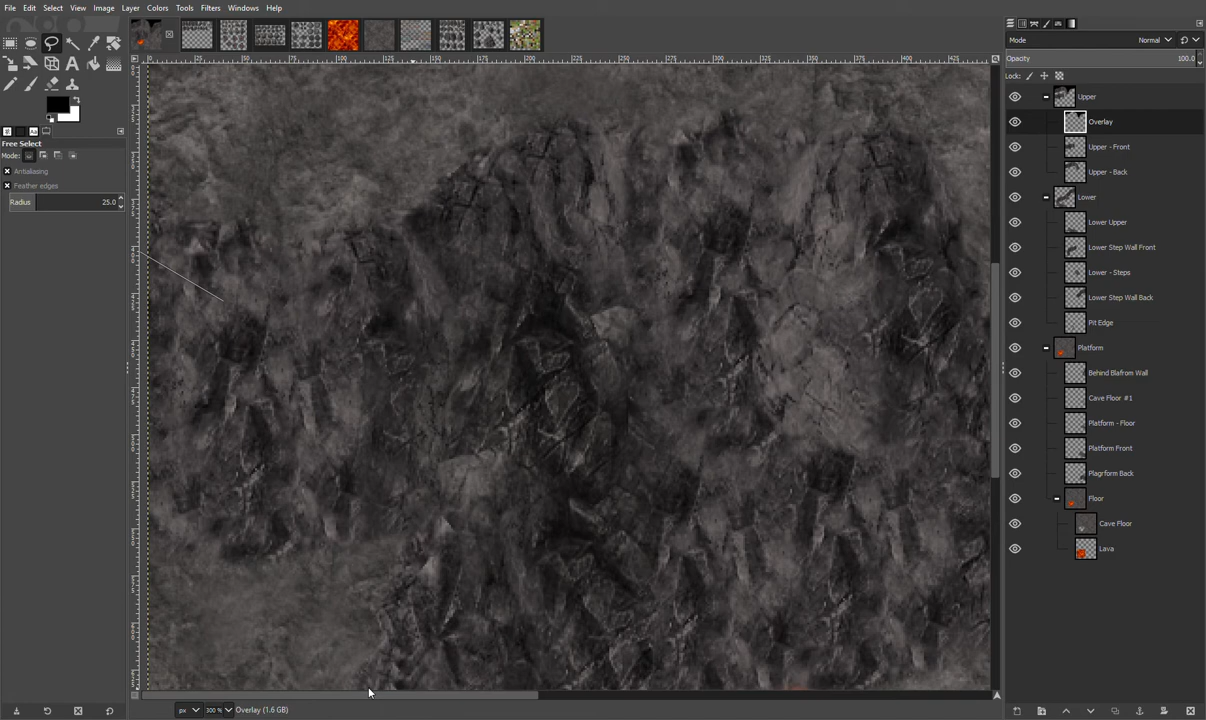 File Edit Select View Image Layer Colors Tools Filters Windows Help
Mode Normal
Opacity 100.0
Lock:
Upper
Overlay
Upper - Front
Upper - Back
Lower
Lower Upper
Lower Step Wall Front
Lower - Steps
Lower Step Wall Back
Pit Edge
Platform
Behind Blafrom Wall
Cave Floor #1
Platform - Floor
Platform Front
Plagrform Back
Floor
Cave Floor
Lava
Free Select
Mode:
Antialiasing
Feather edges
Radius 25.0
px 300 % Overlay (1.6 GB)